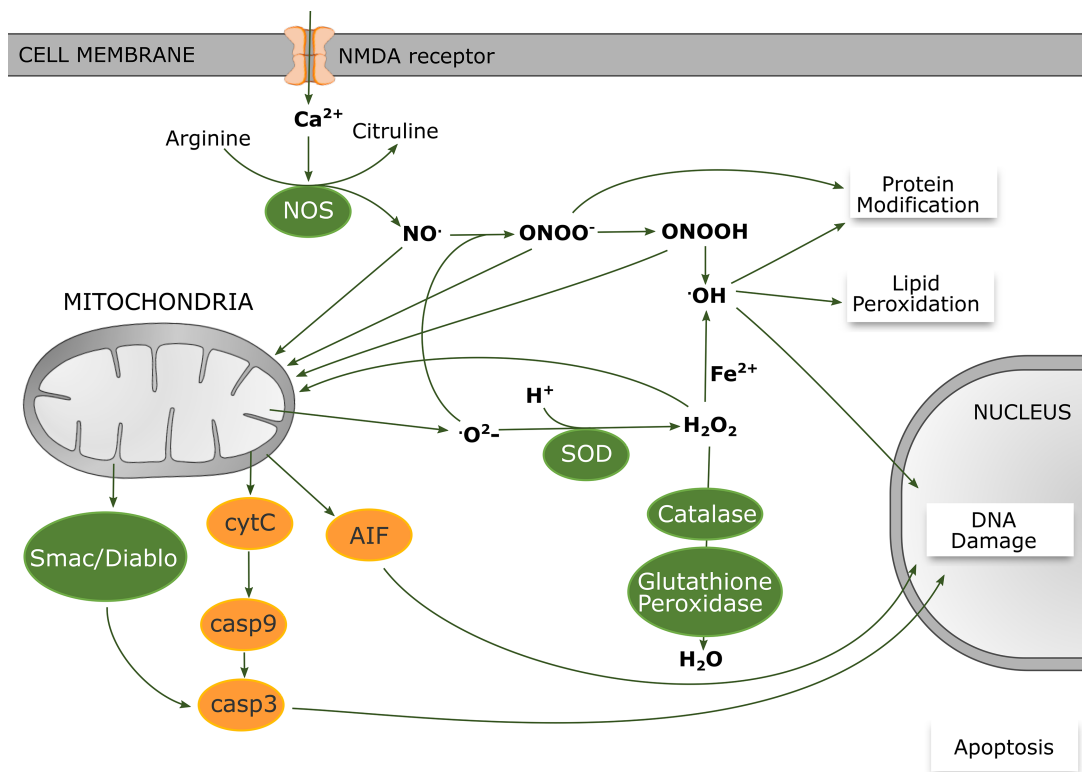 CELL MEMBRANE
NMDA receptor
Ca²⁺
Arginine
Citruline
NOS
NO·
ONOO⁻
ONOOH
Protein
Modification
·OH
Lipid
Peroxidation
MITOCHONDRIA
Fe²⁺
H⁺
·O²⁻
H₂O₂
SOD
NUCLEUS
Catalase
DNA
Damage
cytC
AIF
Smac/Diablo
Glutathione
Peroxidase
casp9
H₂O
casp3
Apoptosis